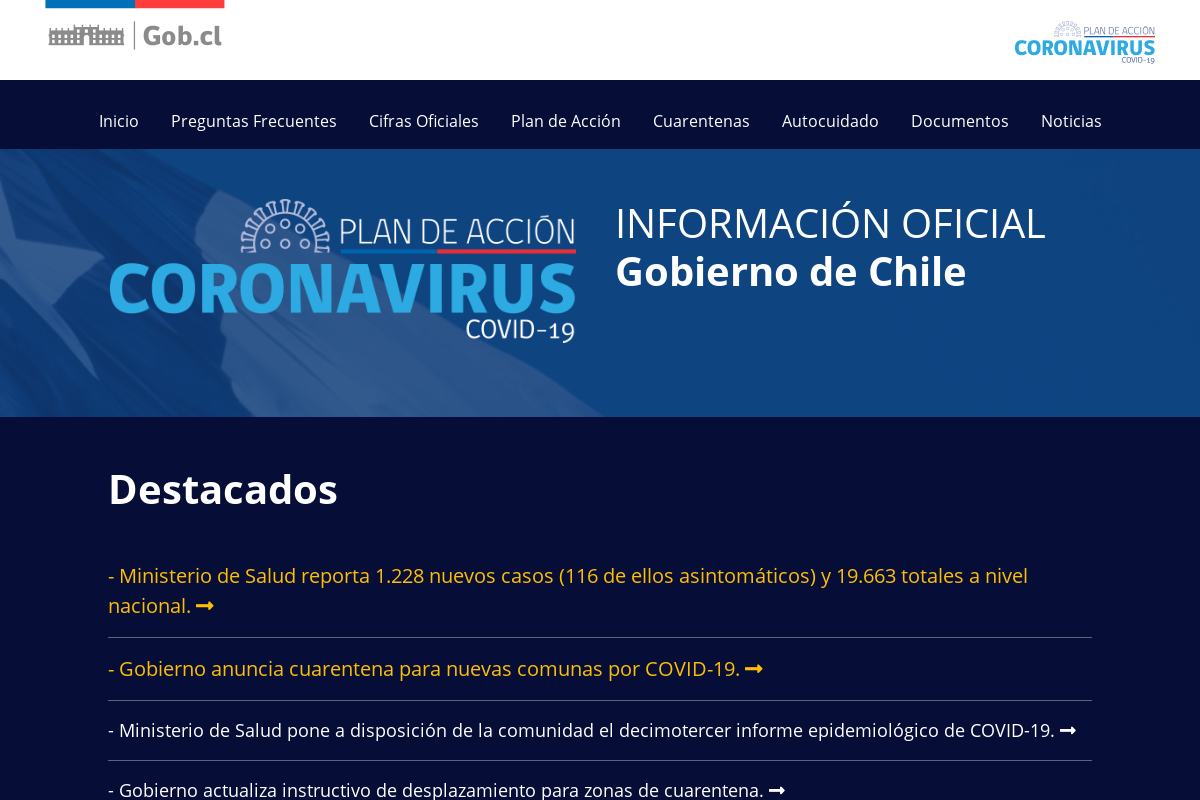 Gob.cl
PLAN DE ACCIÓN
CORONAVIRUS
COVID-19
Inicio Preguntas Frecuentes Cifras Oficiales Plan de Acción Cuarentenas Autocuidado Documentos Noticias
PLAN DE ACCIÓN
CORONAVIRUS
COVID-19
INFORMACIÓN OFICIAL
Gobierno de Chile
Destacados
- Ministerio de Salud reporta 1.228 nuevos casos (116 de ellos asintomáticos) y 19.663 totales a nivel
nacional.
- Gobierno anuncia cuarentena para nuevas comunas por COVID-19.
- Ministerio de Salud pone a disposición de la comunidad el decimotercer informe epidemiológico de COVID-19.
- Gobierno actualiza instructivo de desplazamiento para zonas de cuarentena.